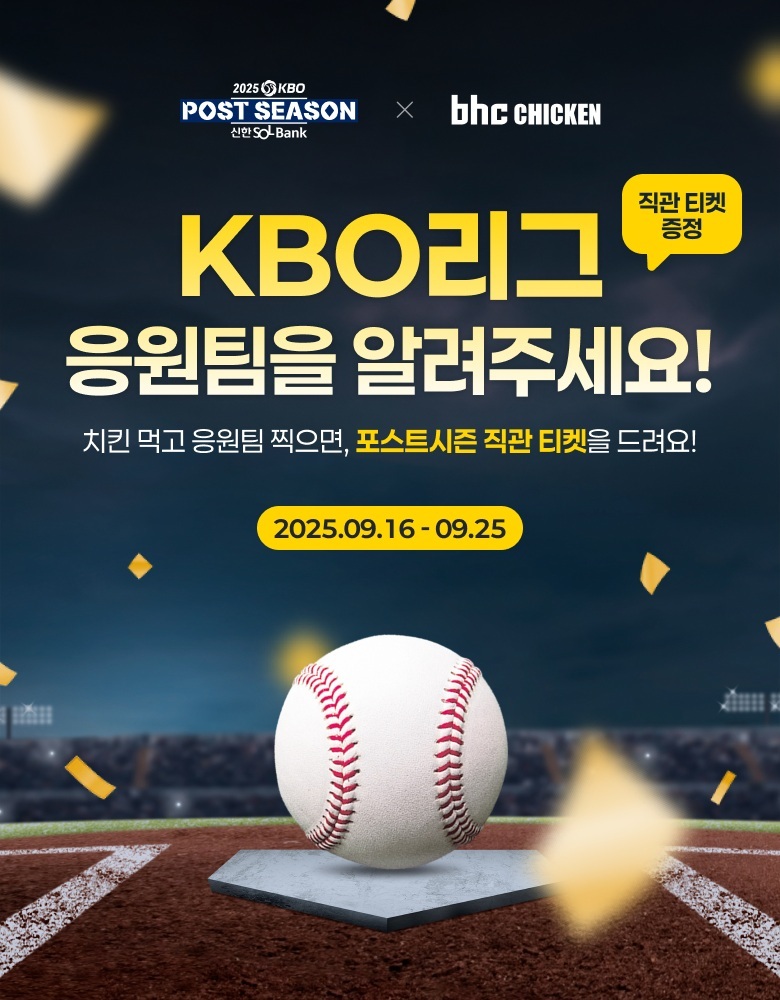 2025 KBO
POST SEASON
신한 SOL Bank
bhc CHICKEN
직관 티켓
증정
KBO리그
응원팀을 알려주세요!
치킨 먹고 응원팀 찍으면, 포스트시즌 직관 티켓을 드려요!
2025.09.16 - 09.25